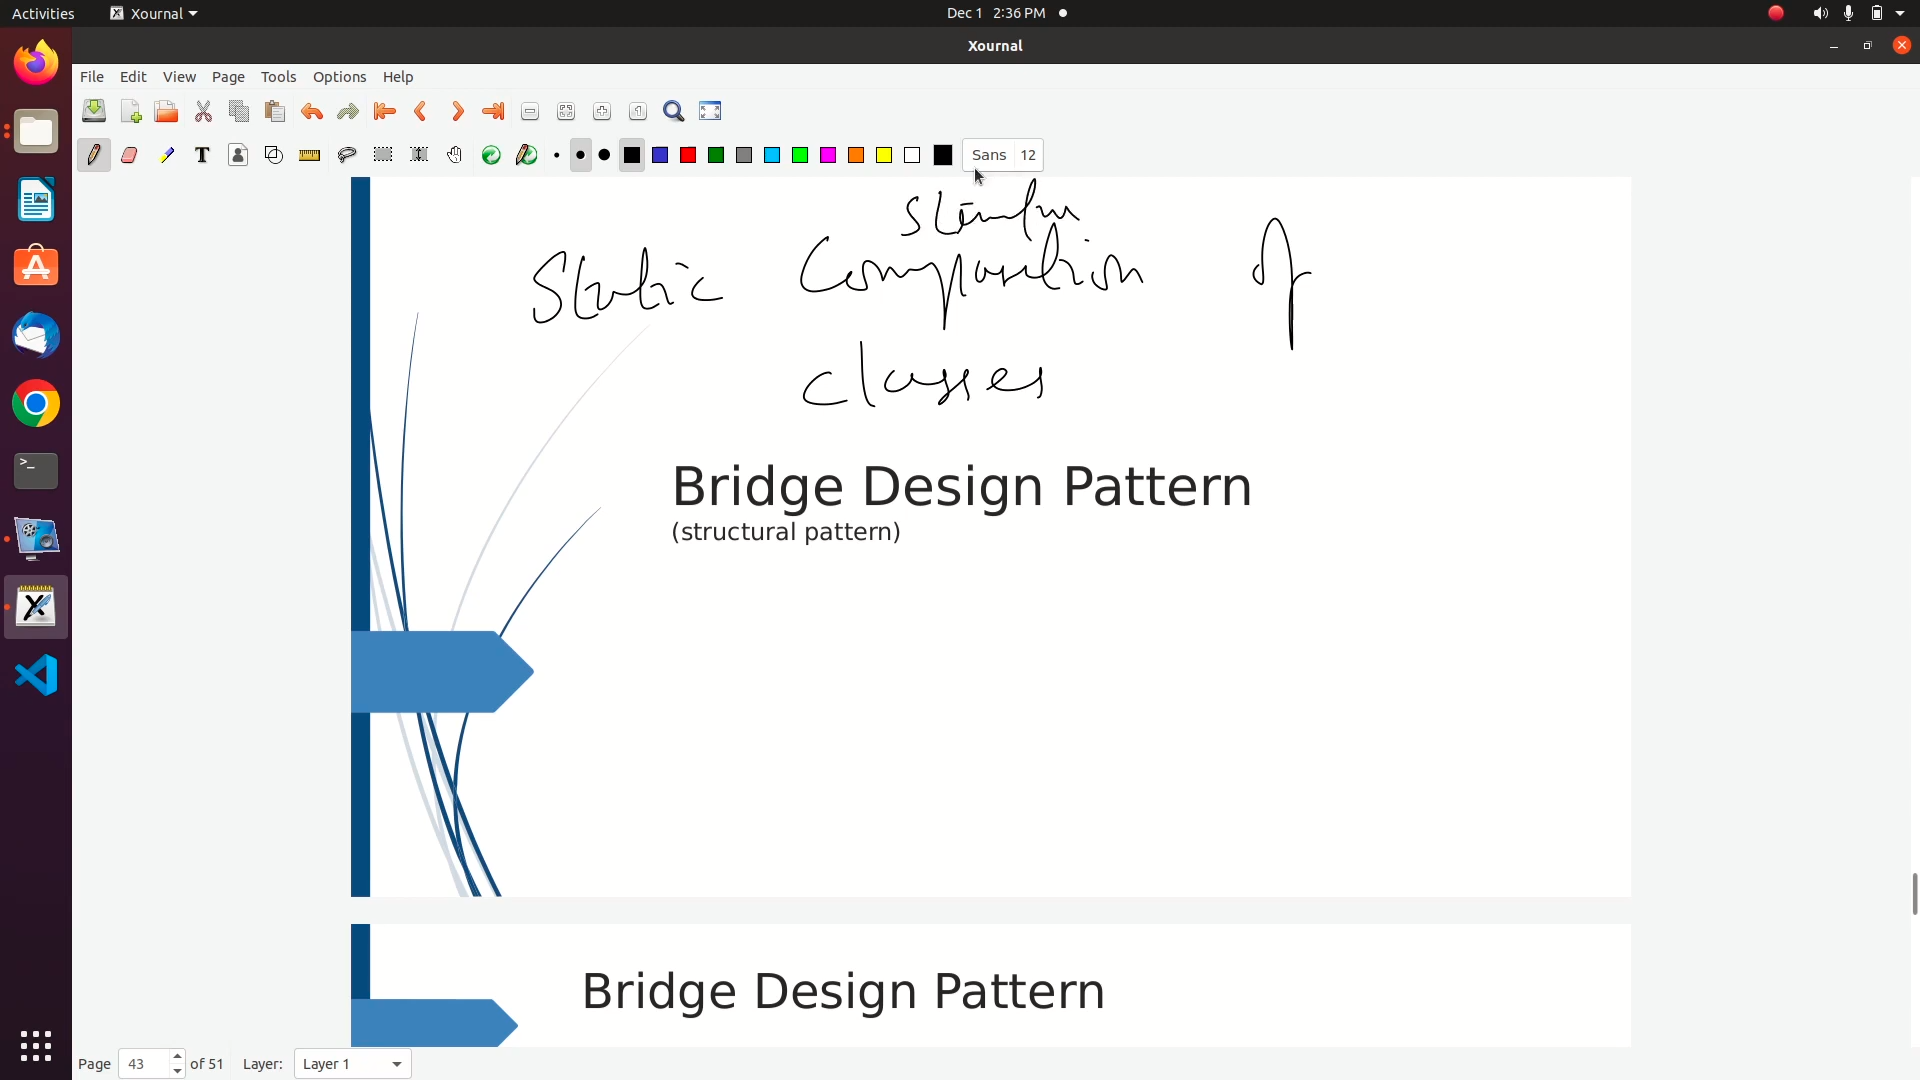 Activities Xournal Dec 1 2:36 PM
Xournal
File Edit View Page Tools Options Help
Sans 12
Static Composition of
classes
Bridge Design Pattern
(structural pattern)
Bridge Design Pattern
Page 43 of 51 Layer: Layer 1